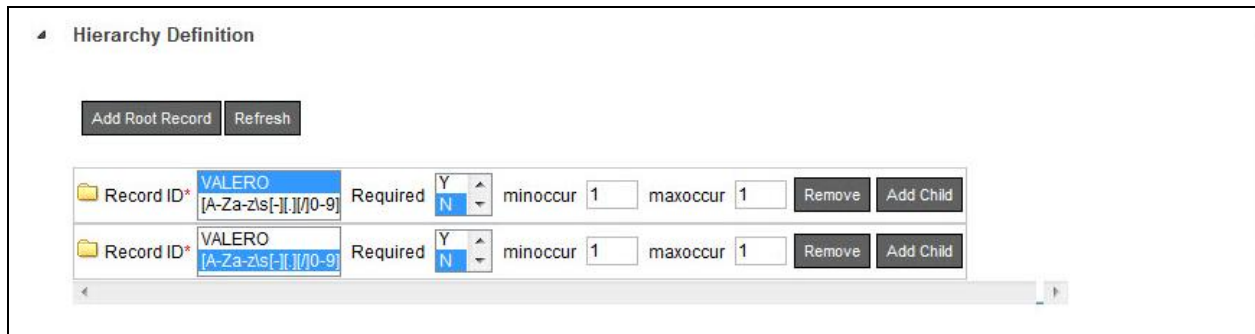 Hierarchy Definition
Add Root Record Refresh
Record ID* VALERO [A-Za-z\s[-][.][/]0-9] Required Y N minoccur 1 maxoccur 1 Remove Add Child
Record ID* VALERO [A-Za-z\s[-][.][/]0-9] Required Y N minoccur 1 maxoccur 1 Remove Add Child